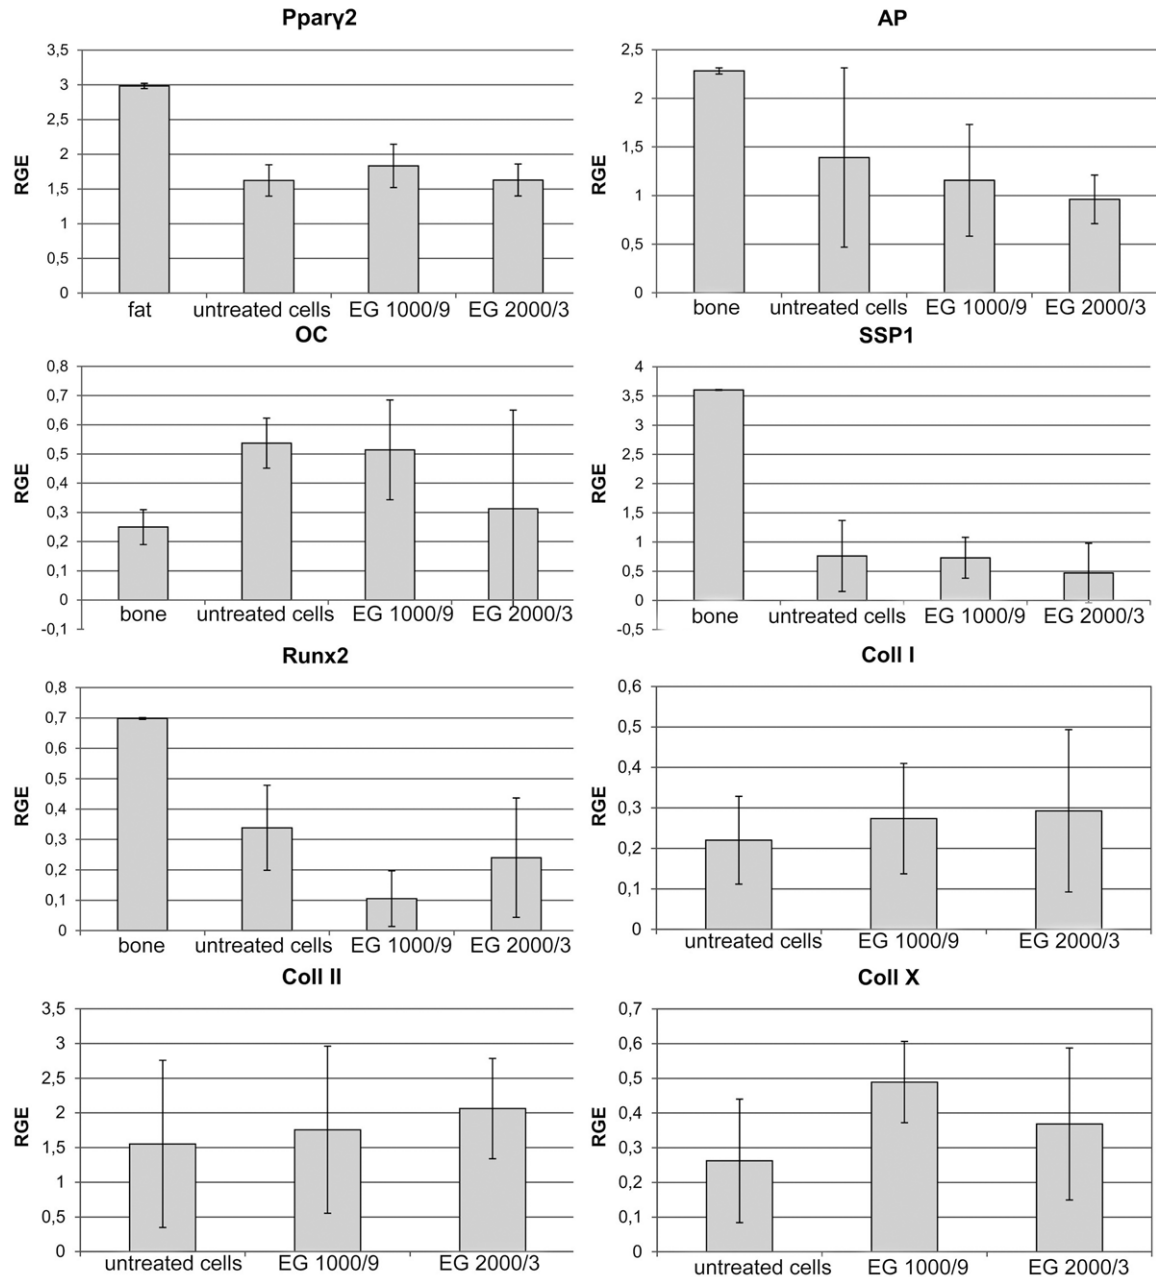 Pparγ2
3,5
3
2,5
2
1,5
1
0,5
0
RGE
fat untreated cells EG 1000/9 EG 2000/3
AP
2,5
2
1,5
1
0,5
0
RGE
bone untreated cells EG 1000/9 EG 2000/3
OC
0,8
0,7
0,6
0,5
0,4
0,3
0,2
0,1
0
-0,1
RGE
bone untreated cells EG 1000/9 EG 2000/3
SSP1
4
3,5
3
2,5
2
1,5
1
0,5
0
-0,5
RGE
bone untreated cells EG 1000/9 EG 2000/3
Runx2
0,8
0,7
0,6
0,5
0,4
0,3
0,2
0,1
0
RGE
bone untreated cells EG 1000/9 EG 2000/3
Coll I
0,6
0,5
0,4
0,3
0,2
0,1
0
RGE
untreated cells EG 1000/9 EG 2000/3
Coll II
3,5
3
2,5
2
1,5
1
0,5
0
RGE
untreated cells EG 1000/9 EG 2000/3
Coll X
0,7
0,6
0,5
0,4
0,3
0,2
0,1
0
RGE
untreated cells EG 1000/9 EG 2000/3